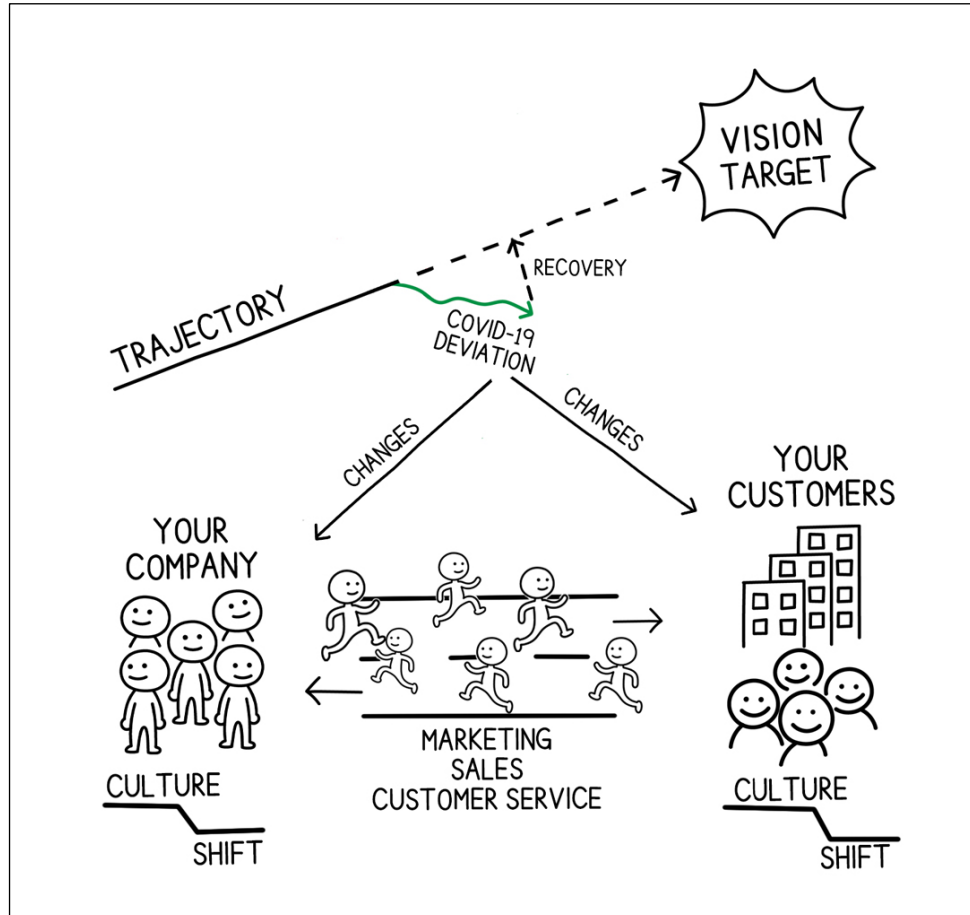 VISION
TARGET
RECOVERY
TRAJECTORY
COVID-19
DEVIATION
CHANGES
CHANGES
YOUR
COMPANY
YOUR
CUSTOMERS
MARKETING
SALES
CUSTOMER SERVICE
CULTURE
SHIFT
CULTURE
SHIFT